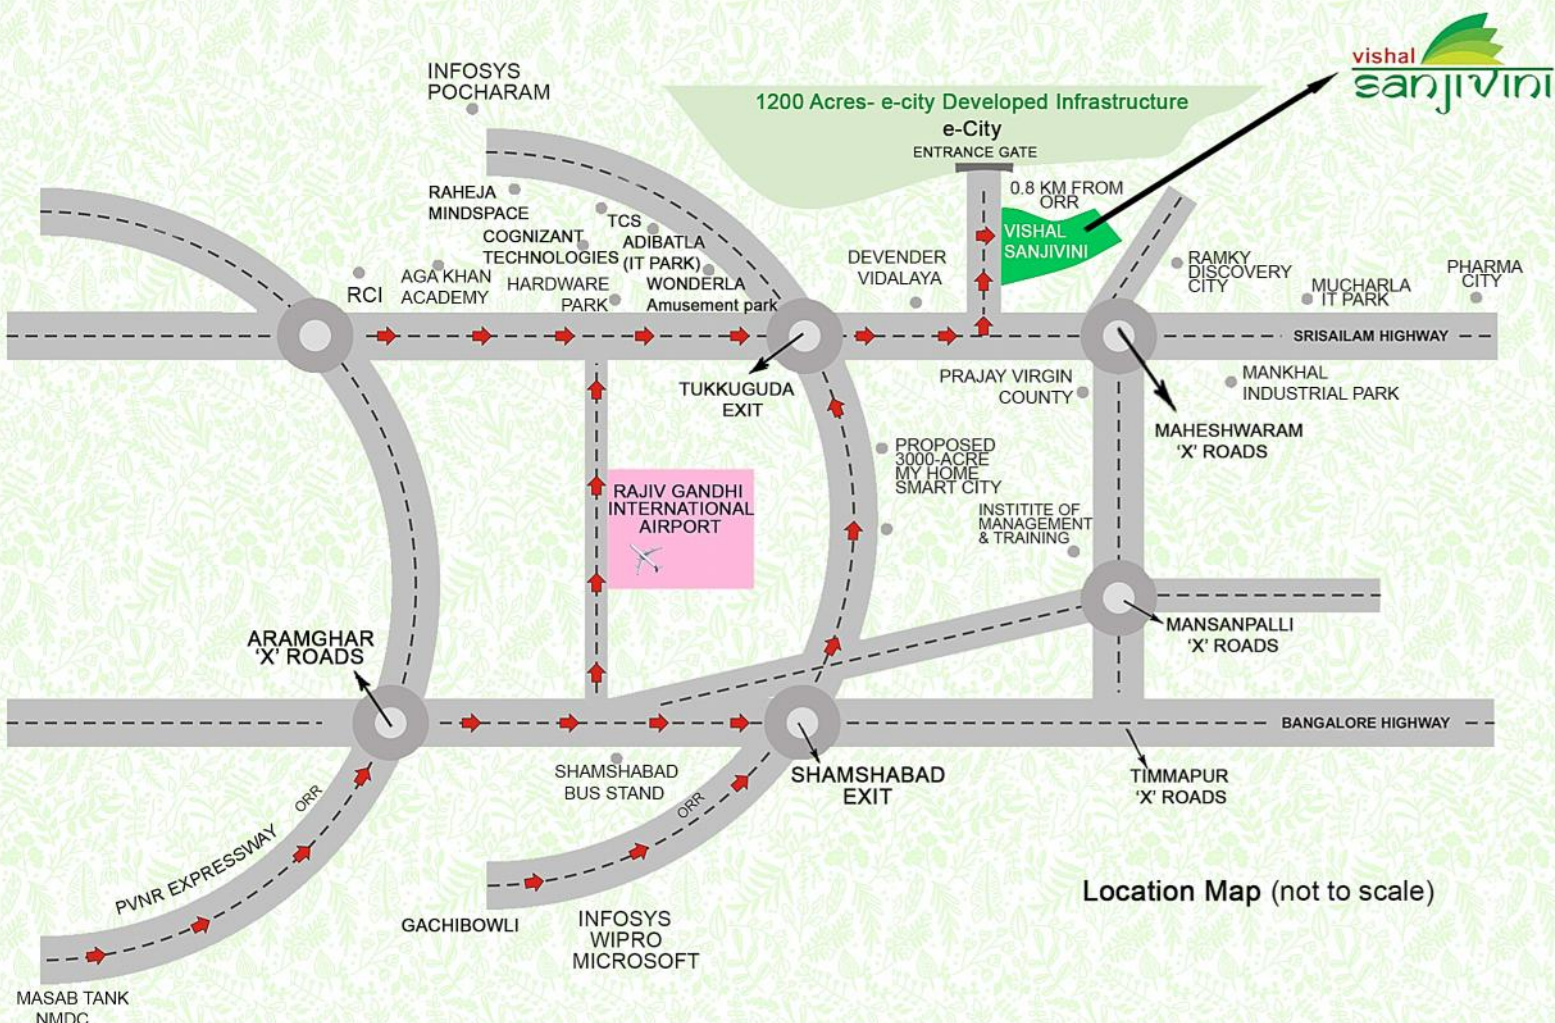 vishal
sanjivini
INFOSYS
POCHARAM
1200 Acres- e-city Developed Infrastructure
e-City
ENTRANCE GATE
0.8 KM FROM
ORR
VISHAL
SANJIVINI
RAHEJA
MINDSPACE
TCS
COGNIZANT
TECHNOLOGIES
ADIBATLA
(IT PARK)
RCI
AGA KHAN
ACADEMY
HARDWARE
PARK
WONDERLA
Amusement park
DEVENDER
VIDALAYA
RAMKY
DISCOVERY
CITY
MUCHARLA
IT PARK
PHARMA
CITY
SRISAILAM HIGHWAY
TUKKUGUDA
EXIT
PRAJAY VIRGIN
COUNTY
MANKHAL
INDUSTRIAL PARK
MAHESHWARAM
'X' ROADS
PROPOSED
3000-ACRE
MY HOME
SMART CITY
RAJIV GANDHI
INTERNATIONAL
AIRPORT
INSTITITE OF
MANAGEMENT
& TRAINING
ARAMGHAR
'X' ROADS
MANSANPALLI
'X' ROADS
BANGALORE HIGHWAY
SHAMSHABAD
BUS STAND
SHAMSHABAD
EXIT
TIMMAPUR
'X' ROADS
ORR
ORR
PVNR EXPRESSWAY
GACHIBOWLI
INFOSYS
WIPRO
MICROSOFT
Location Map (not to scale)
MASAB TANK
NMDC